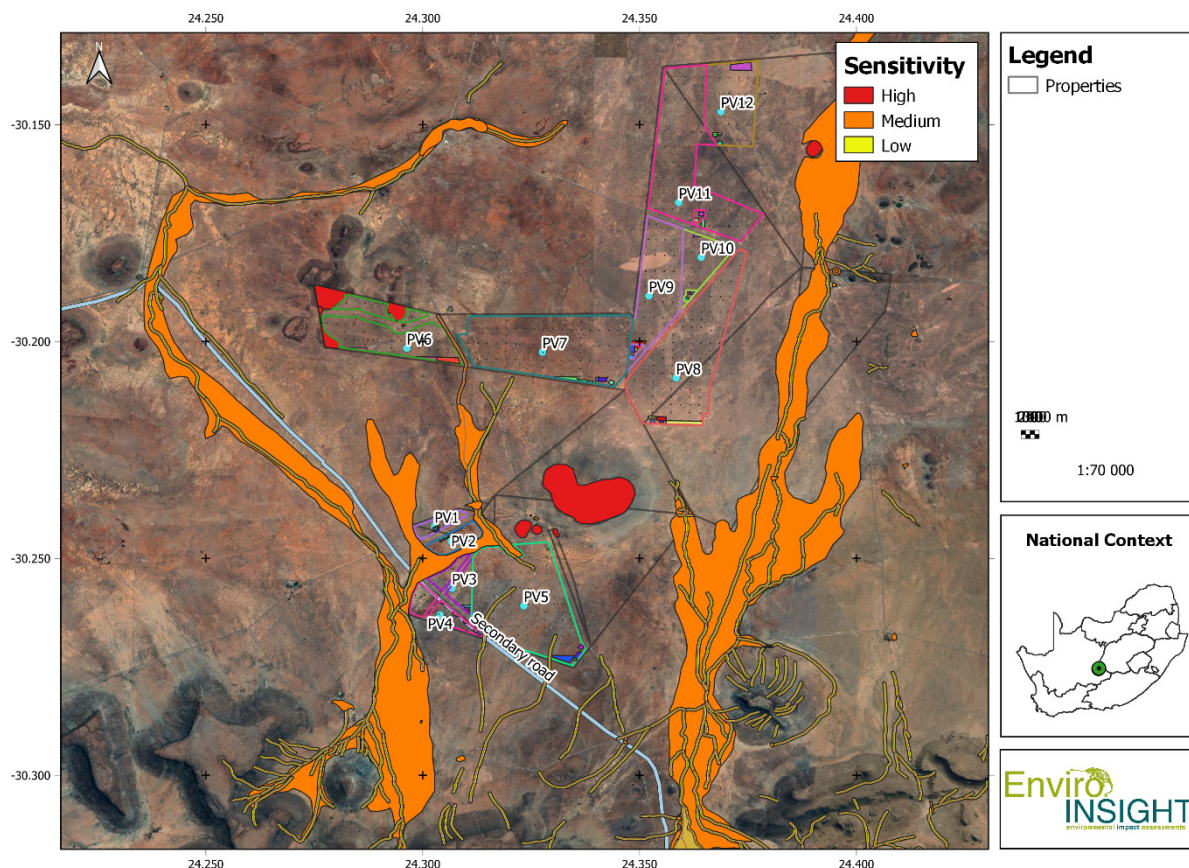 24.250 24.300 24.350 24.400
N
Sensitivity
High
Medium
Low
Legend
Properties
-30.150
PV12
PV11
PV10
PV9
-30.200
PV6
PV7
PV8
1:70 000
PV1
PV2
-30.250
PV3
PV5
PV4
Secondary road
National Context
-30.300
Enviro
INSIGHT
environmental impact assessments
24.250 24.300 24.350 24.400